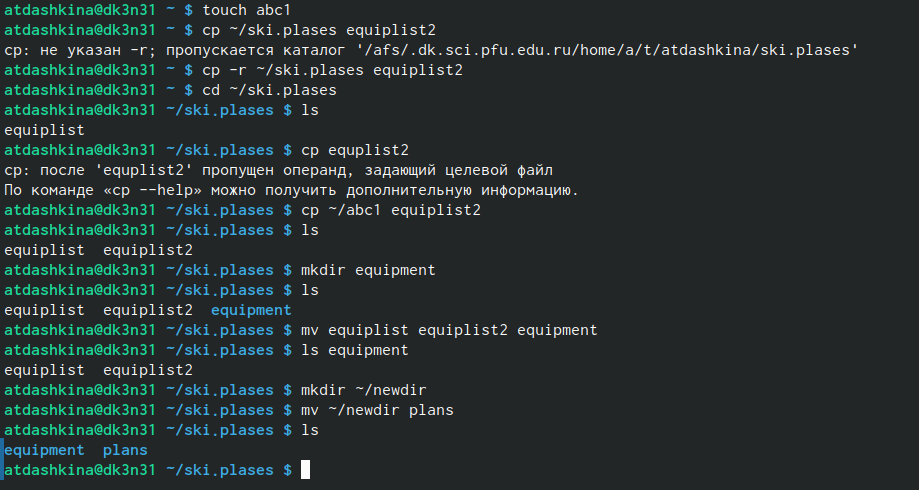 atdashkina@dk3n31 ~ $ touch abc1
atdashkina@dk3n31 ~ $ cp ~/ski.plases equiplist2
cp: не указан -r; пропускается каталог '/afs/.dk.sci.pfu.edu.ru/home/a/t/atdashkina/ski.plases'
atdashkina@dk3n31 ~ $ cp -r ~/ski.plases equiplist2
atdashkina@dk3n31 ~ $ cd ~/ski.plases
atdashkina@dk3n31 ~/ski.plases $ ls
equiplist
atdashkina@dk3n31 ~/ski.plases $ cp equplist2
cp: после 'equplist2' пропущен операнд, задающий целевой файл
По команде «cp --help» можно получить дополнительную информацию.
atdashkina@dk3n31 ~/ski.plases $ cp ~/abc1 equiplist2
atdashkina@dk3n31 ~/ski.plases $ ls
equiplist  equiplist2
atdashkina@dk3n31 ~/ski.plases $ mkdir equipment
atdashkina@dk3n31 ~/ski.plases $ ls
equiplist  equiplist2  equipment
atdashkina@dk3n31 ~/ski.plases $ mv equiplist equiplist2 equipment
atdashkina@dk3n31 ~/ski.plases $ ls equipment
equiplist  equiplist2
atdashkina@dk3n31 ~/ski.plases $ mkdir ~/newdir
atdashkina@dk3n31 ~/ski.plases $ mv ~/newdir plans
atdashkina@dk3n31 ~/ski.plases $ ls
equipment  plans
atdashkina@dk3n31 ~/ski.plases $